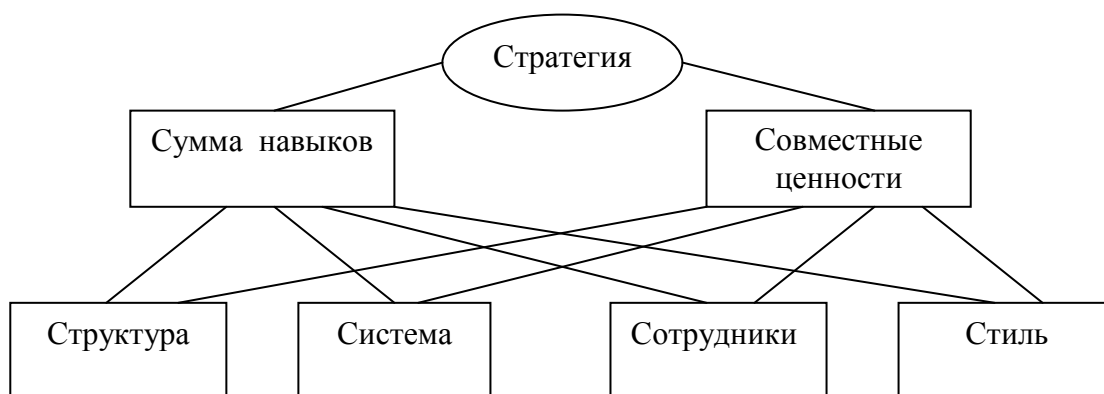 Стратегия
Сумма навыков
Совместные
ценности
Структура
Система
Сотрудники
Стиль